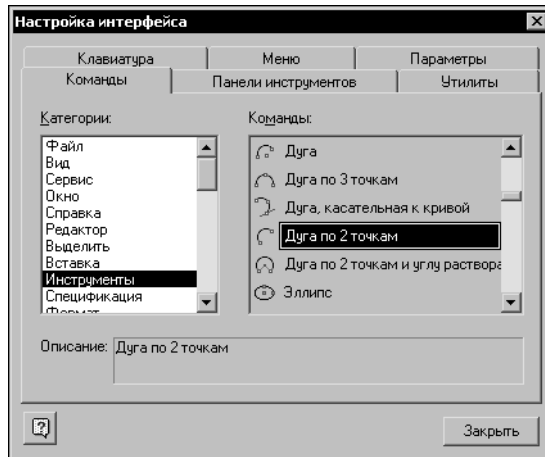 Настройка интерфейса
Клавиатура Меню Параметры
Команды Панели инструментов Утилиты
Категории: Команды:
Файл
Вид
Сервис
Окно
Справка
Редактор
Выделить
Вставка
Инструменты
Спецификация
Формат
Дуга
Дуга по 3 точкам
Дуга, касательная к кривой
Дуга по 2 точкам
Дуга по 2 точкам и углу раствора
Эллипс
Описание: Дуга по 2 точкам
Закрыть